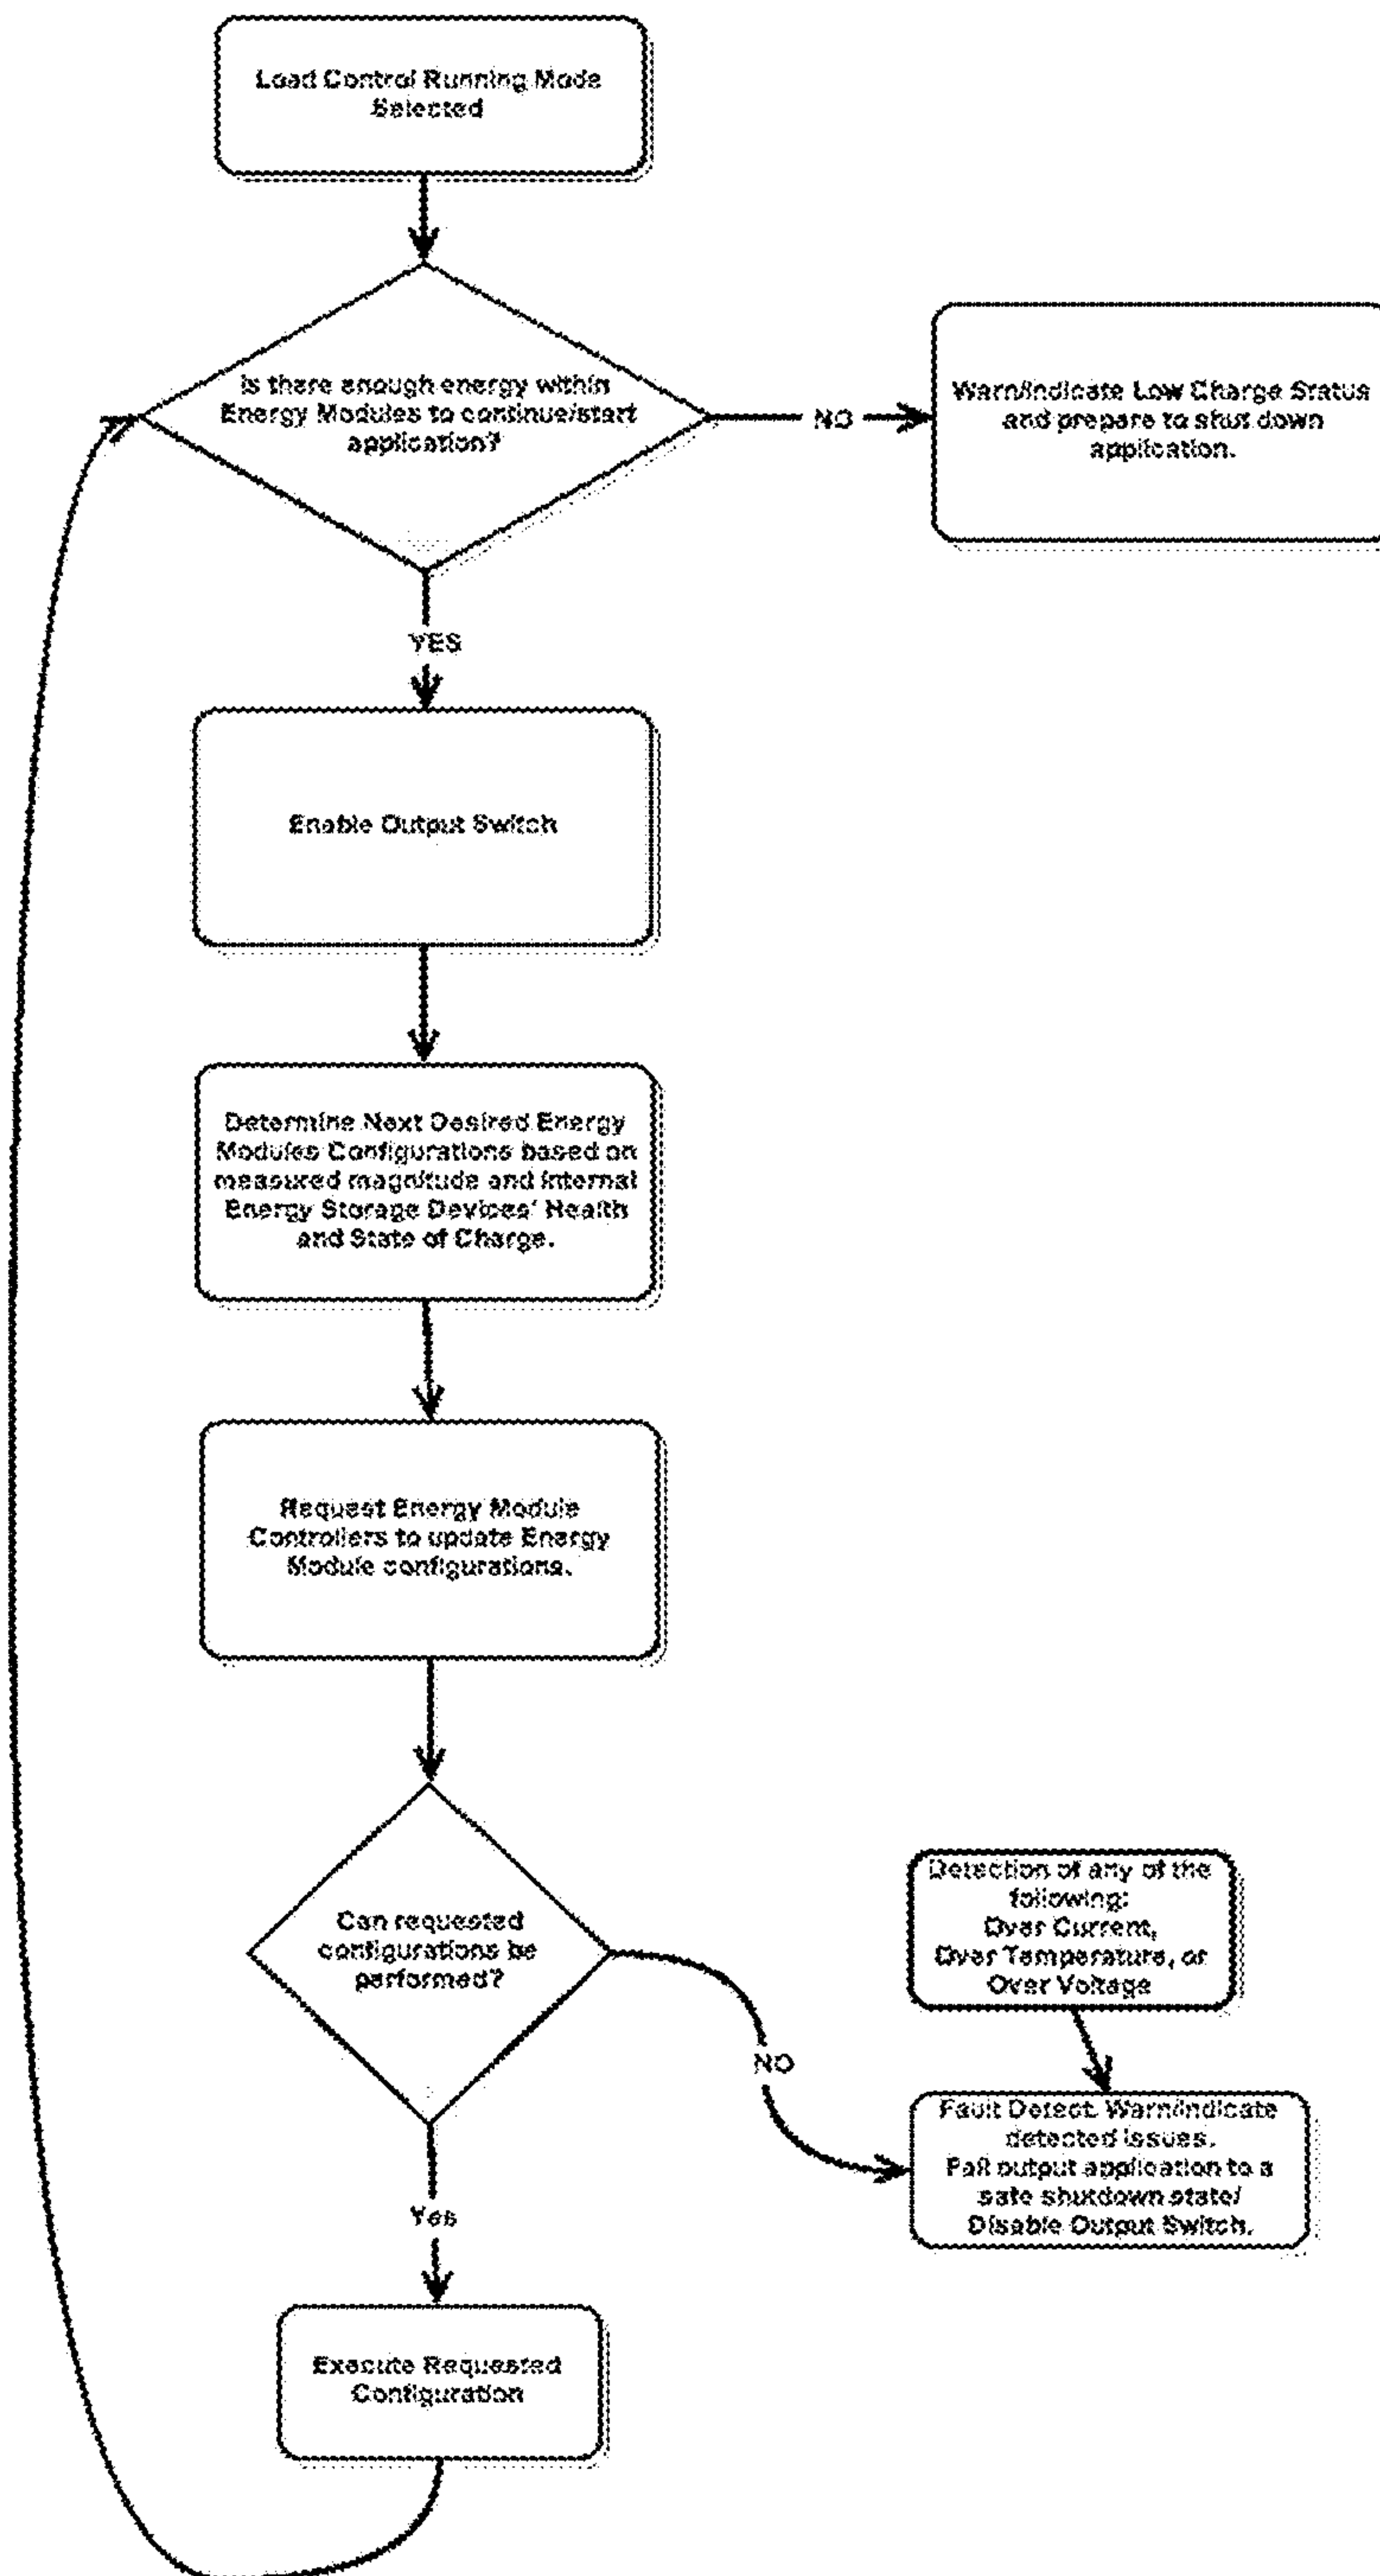 Load Control Running Mode
Selected
Is there enough energy within
Energy Modules to continue/start
application?
NO
Warn/Indicate Low Charge Status
and prepare to shut down
application.
YES
Enable Output Switch
Determine Next Desired Energy
Modules Configurations based on
measured magnitude and internal
Energy Storage Devices' Health
and State of Charge.
Request Energy Module
Controllers to update Energy
Module configurations.
Can requested
configurations be
performed?
NO
Detection of any of the
following:
Over Current,
Over Temperature, or
Over Voltage
Fault Detect. Warn/Indicate
detected issues.
Fail output application to a
safe shutdown state/
Disable Output Switch.
Yes
Execute Requested
Configuration